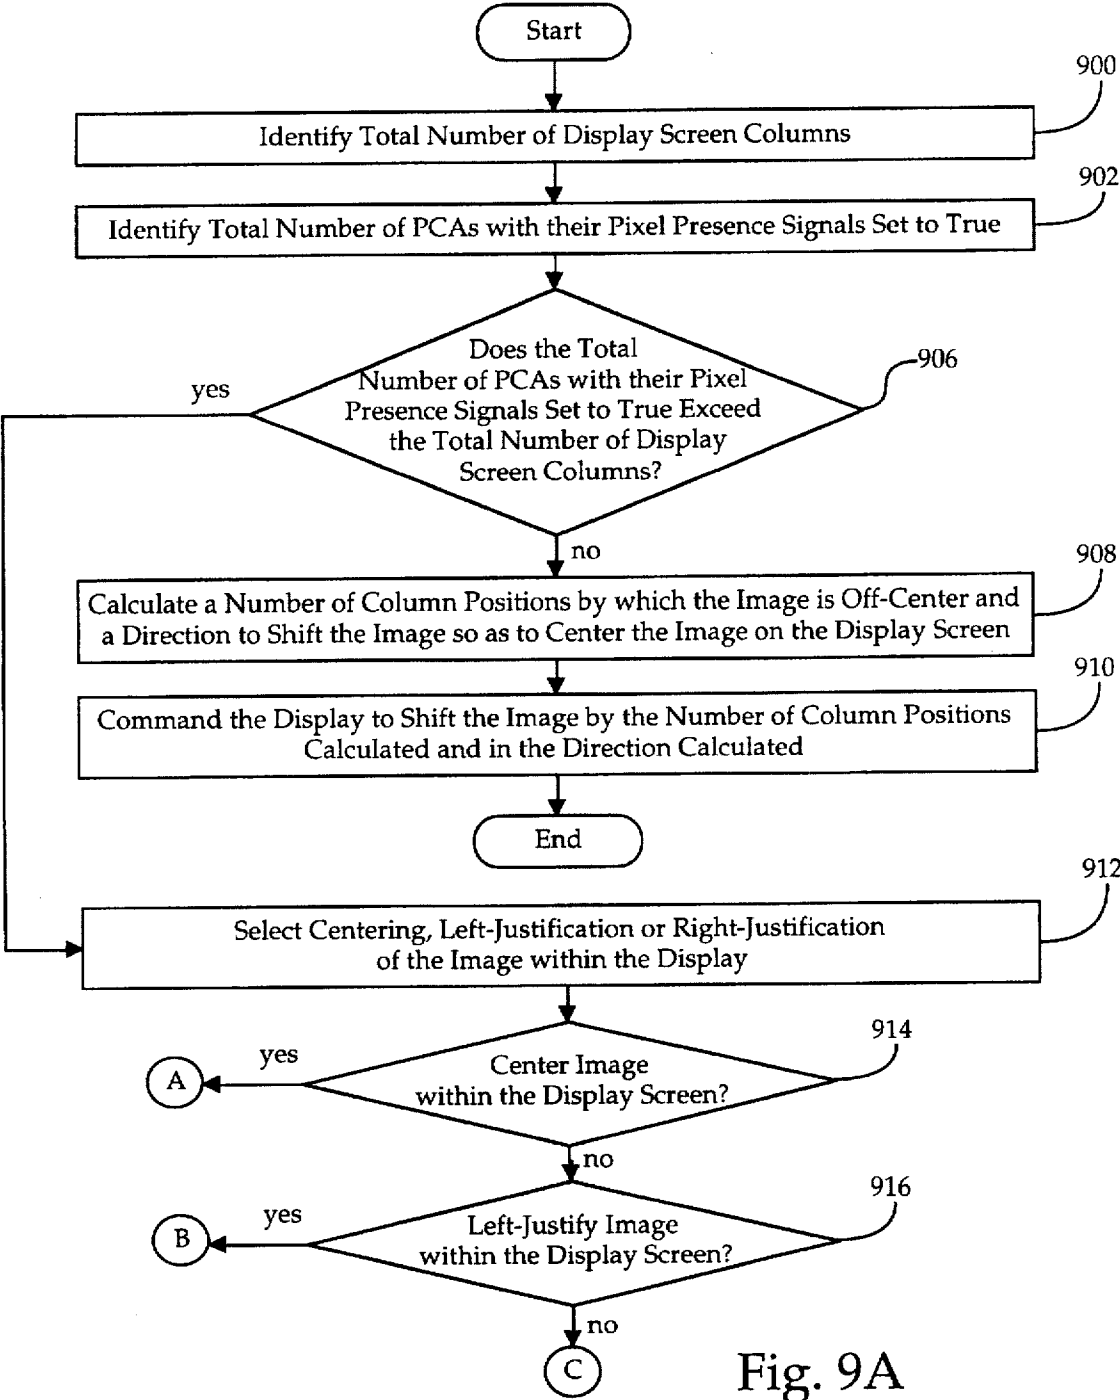 Start
900
Identify Total Number of Display Screen Columns
902
Identify Total Number of PCAs with their Pixel Presence Signals Set to True
Does the Total
Number of PCAs with their Pixel
Presence Signals Set to True Exceed
the Total Number of Display
Screen Columns?
906
yes
no
908
Calculate a Number of Column Positions by which the Image is Off-Center and
a Direction to Shift the Image so as to Center the Image on the Display Screen
910
Command the Display to Shift the Image by the Number of Column Positions
Calculated and in the Direction Calculated
End
912
Select Centering, Left-Justification or Right-Justification
of the Image within the Display
914
Center Image
within the Display Screen?
yes
A
no
916
Left-Justify Image
within the Display Screen?
yes
B
no
C
Fig. 9A